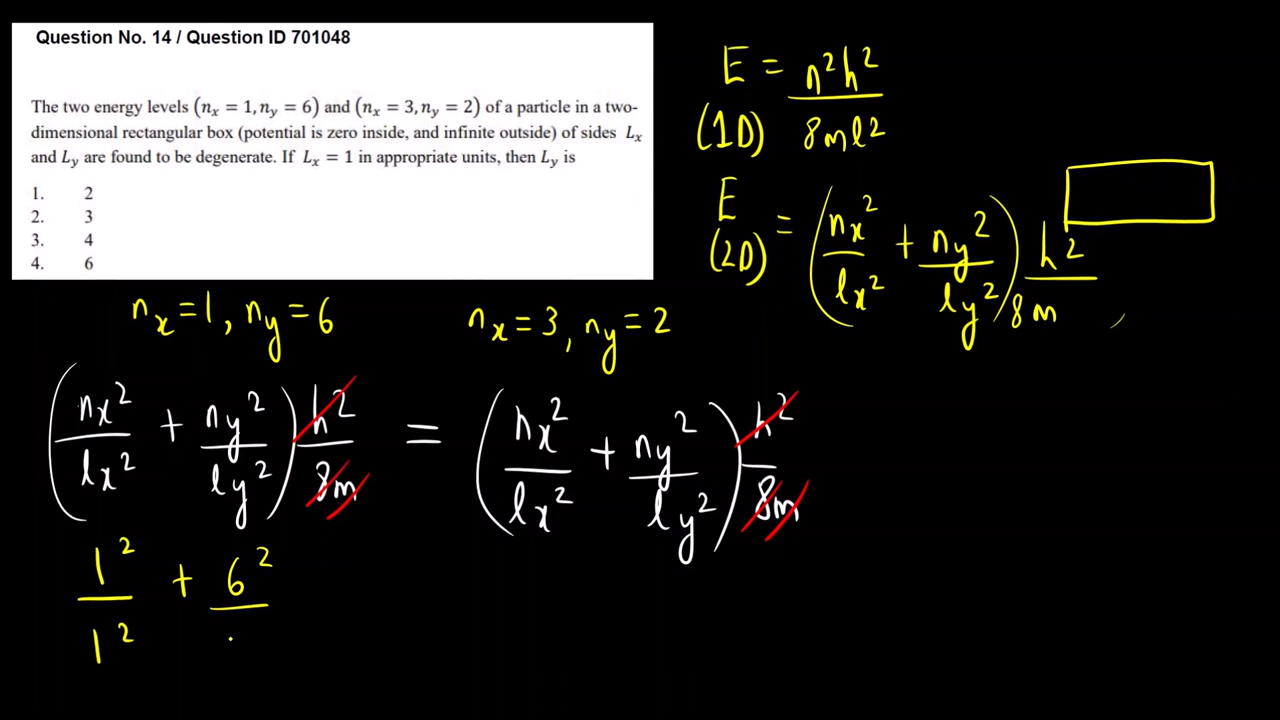 Question No. 14 / Question ID 701048
The two energy levels (nₓ = 1, n_y = 6) and (nₓ = 3, n_y = 2) of a particle in a two-
dimensional rectangular box (potential is zero inside, and infinite outside) of sides Lₓ
and L_y are found to be degenerate. If Lₓ = 1 in appropriate units, then L_y is
1. 2
2. 3
3. 4
4. 6
E = n²h² / 8ml²
(1D)
E = (nx²/lx² + ny²/ly²) h²/8m
(2D)
nx = 1, ny = 6
nx = 3, ny = 2
(nx²/lx² + ny²/ly²) h²/8m = (nx²/lx² + ny²/ly²) h²/8m
1²/1² + 6²/